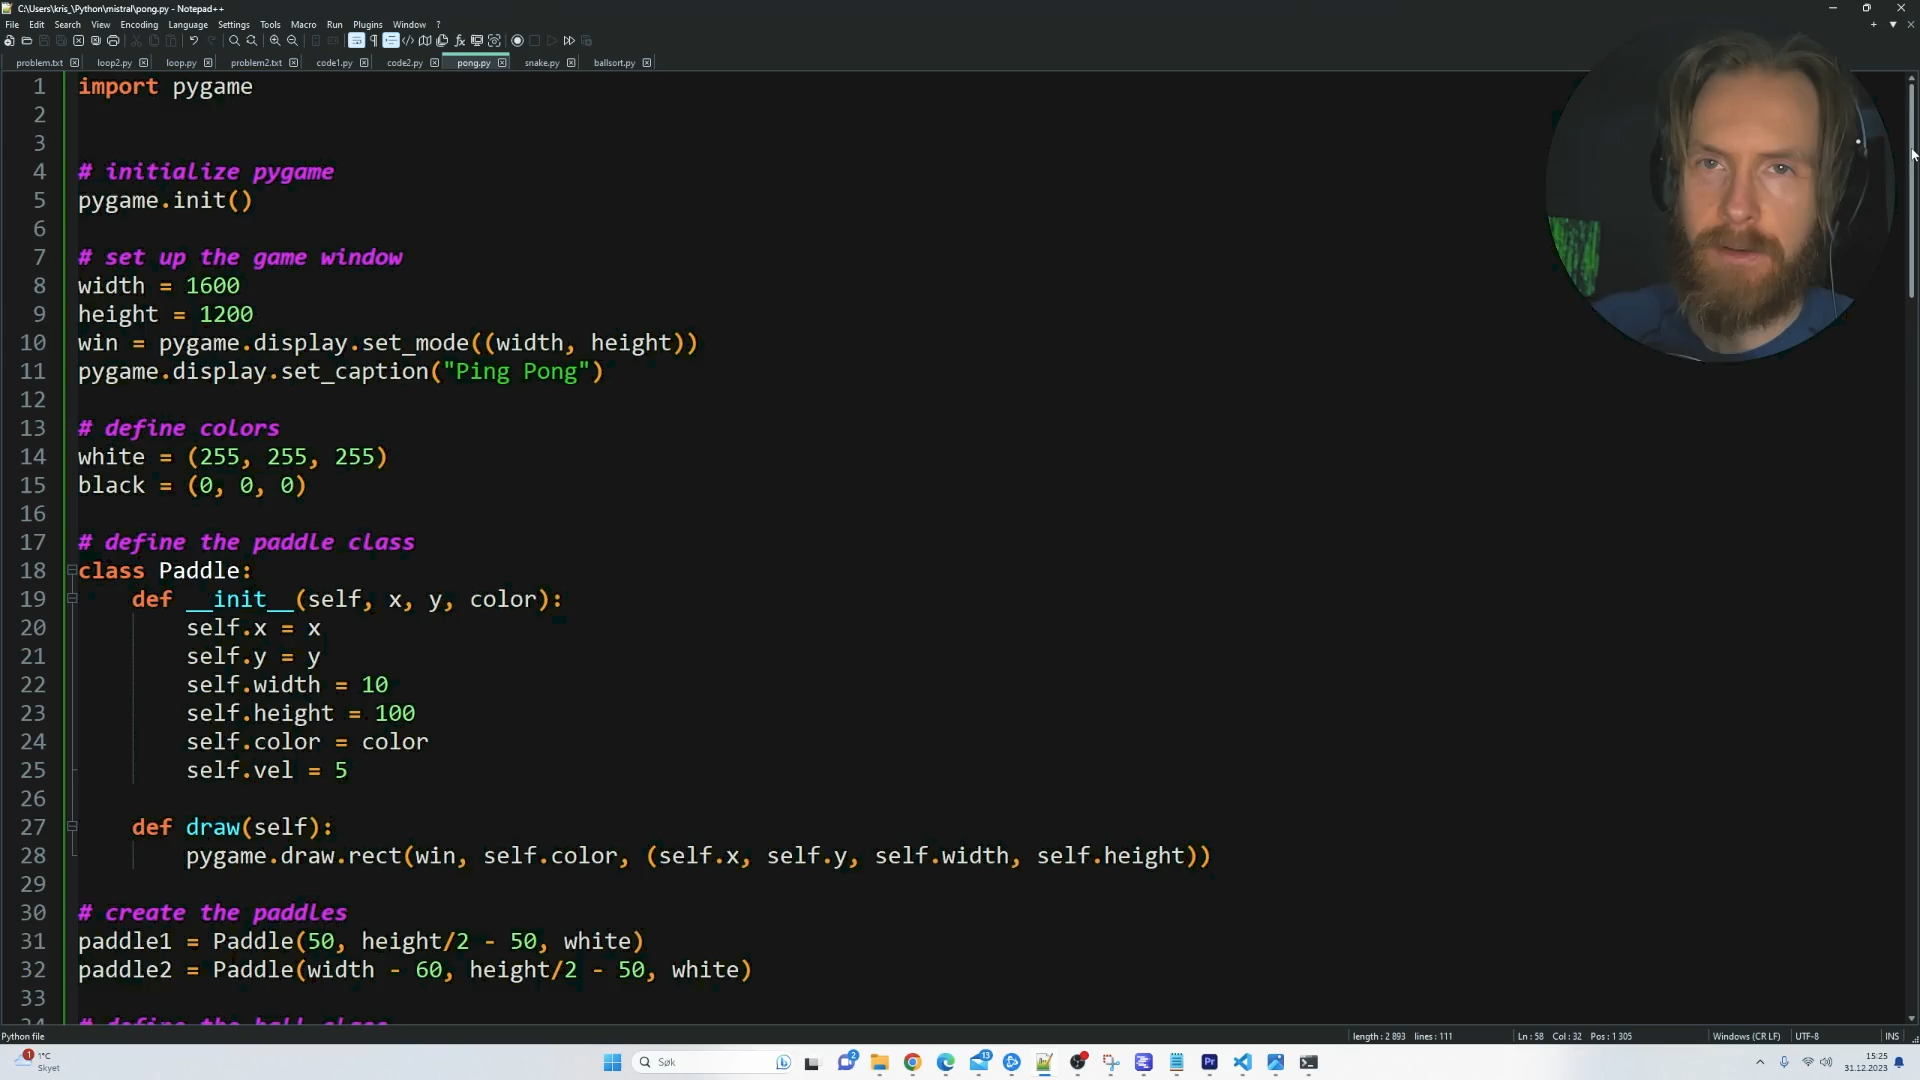 C:\Users\kris_\Python\mistral\pong.py - Notepad++
File Edit Search View Encoding Language Settings Tools Macro Run Plugins Window ?
problem.txt loop2.py loop.py problem2.txt code1.py code2.py pong.py snake.py ballsort.py
1 import pygame
2
3
4 # initialize pygame
5 pygame.init()
6
7 # set up the game window
8 width = 1600
9 height = 1200
10 win = pygame.display.set_mode((width, height))
11 pygame.display.set_caption("Ping Pong")
12
13 # define colors
14 white = (255, 255, 255)
15 black = (0, 0, 0)
16
17 # define the paddle class
18 class Paddle:
19 def __init__(self, x, y, color):
20 self.x = x
21 self.y = y
22 self.width = 10
23 self.height = 100
24 self.color = color
25 self.vel = 5
26
27 def draw(self):
28 pygame.draw.rect(win, self.color, (self.x, self.y, self.width, self.height))
29
30 # create the paddles
31 paddle1 = Paddle(50, height/2 - 50, white)
32 paddle2 = Paddle(width - 60, height/2 - 50, white)
33
34 # define the ball class
Python file length : 2 893 lines : 111 Ln : 58 Col : 32 Pos : 1 305 Windows (CR LF) UTF-8 INS
1 1°C
Skyet
Søk
2
13
Pr
15:25
31.12.2023